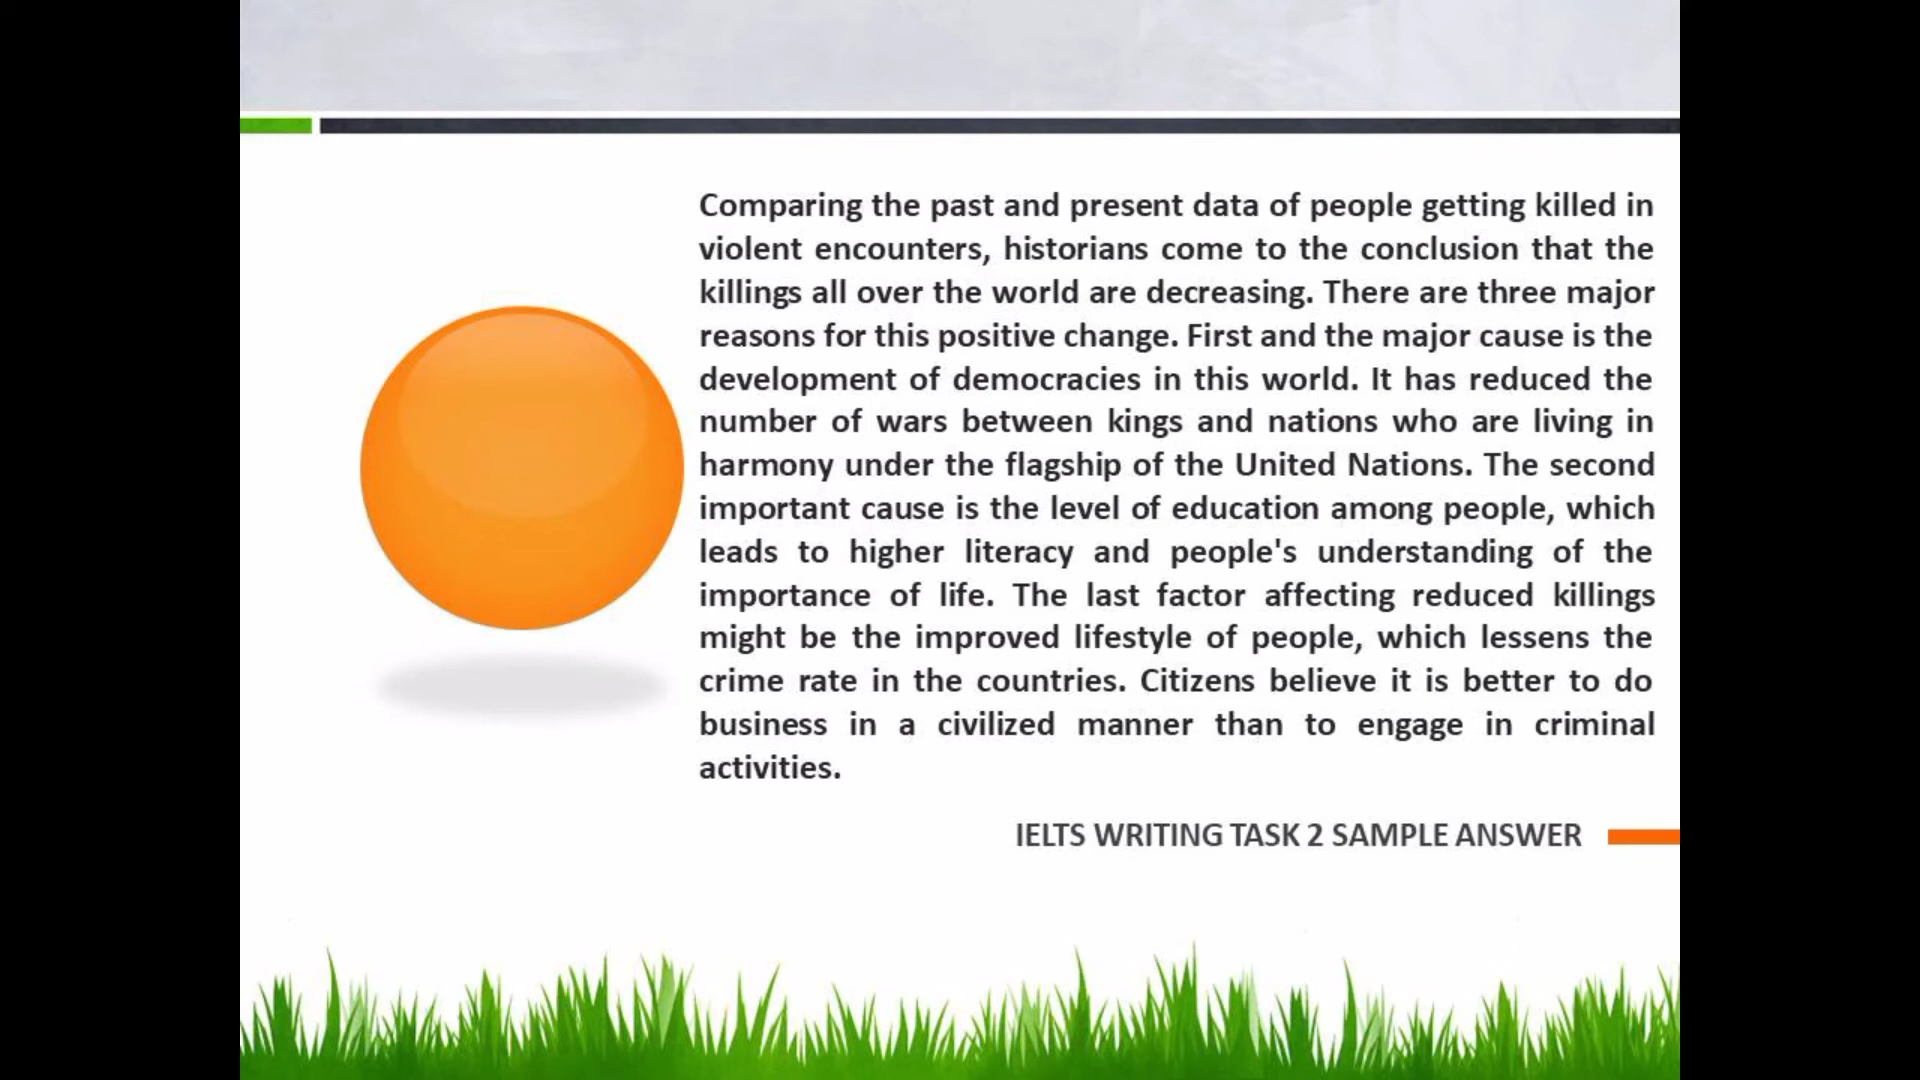 Comparing the past and present data of people getting killed in
violent encounters, historians come to the conclusion that the
killings all over the world are decreasing. There are three major
reasons for this positive change. First and the major cause is the
development of democracies in this world. It has reduced the
number of wars between kings and nations who are living in
harmony under the flagship of the United Nations. The second
important cause is the level of education among people, which
leads to higher literacy and people's understanding of the
importance of life. The last factor affecting reduced killings
might be the improved lifestyle of people, which lessens the
crime rate in the countries. Citizens believe it is better to do
business in a civilized manner than to engage in criminal
activities.
IELTS WRITING TASK 2 SAMPLE ANSWER